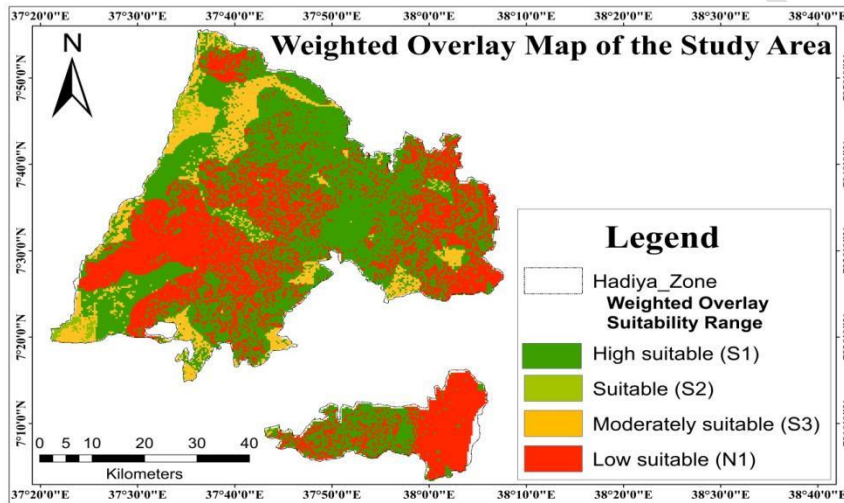 37°20'0"E 37°30'0"E 37°40'0"E 37°50'0"E 38°0'0"E 38°10'0"E 38°20'0"E 38°30'0"E 38°40'0"E
N
Weighted Overlay Map of the Study Area
7°50'0"N
7°40'0"N
7°30'0"N
7°20'0"N
7°10'0"N
Legend
Hadiya_Zone
Weighted Overlay
Suitability Range
High suitable (S1)
Suitable (S2)
Moderately suitable (S3)
Low suitable (N1)
0 5 10 20 30 40
Kilometers
37°20'0"E 37°30'0"E 37°40'0"E 37°50'0"E 38°0'0"E 38°10'0"E 38°20'0"E 38°30'0"E 38°40'0"E